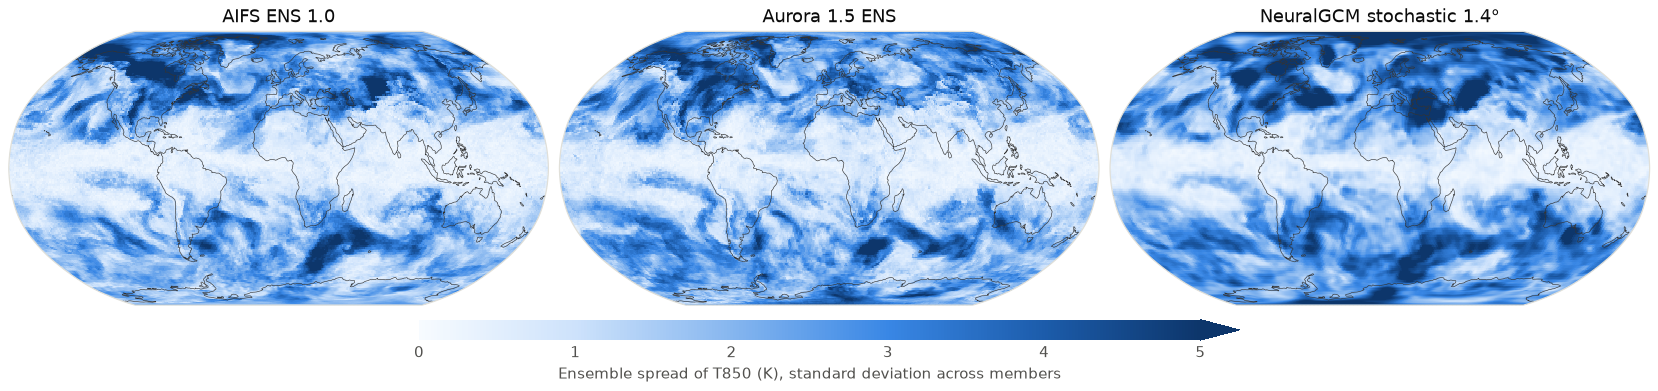 AIFS ENS 1.0
Aurora 1.5 ENS
NeuralGCM stochastic 1.4°
0 1 2 3 4 5
Ensemble spread of T850 (K), standard deviation across members